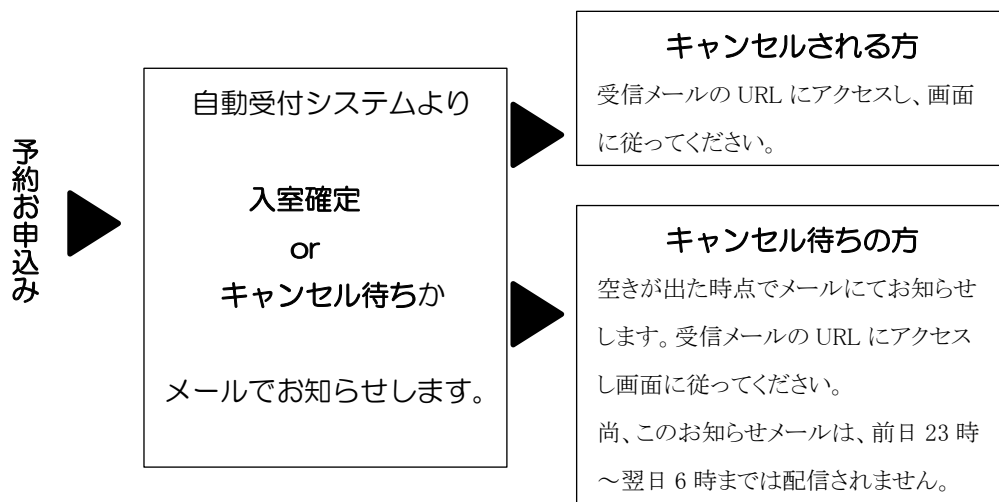 予約お申込み
自動受付システムより
入室確定
or
キャンセル待ちか
メールでお知らせします。
キャンセルされる方
受信メールの URL にアクセスし、画面
に従ってください。
キャンセル待ちの方
空きが出た時点でメールにてお知らせ
します。受信メールの URL にアクセス
し画面に従ってください。
尚、このお知らせメールは、前日 23 時
～翌日 6 時までは配信されません。